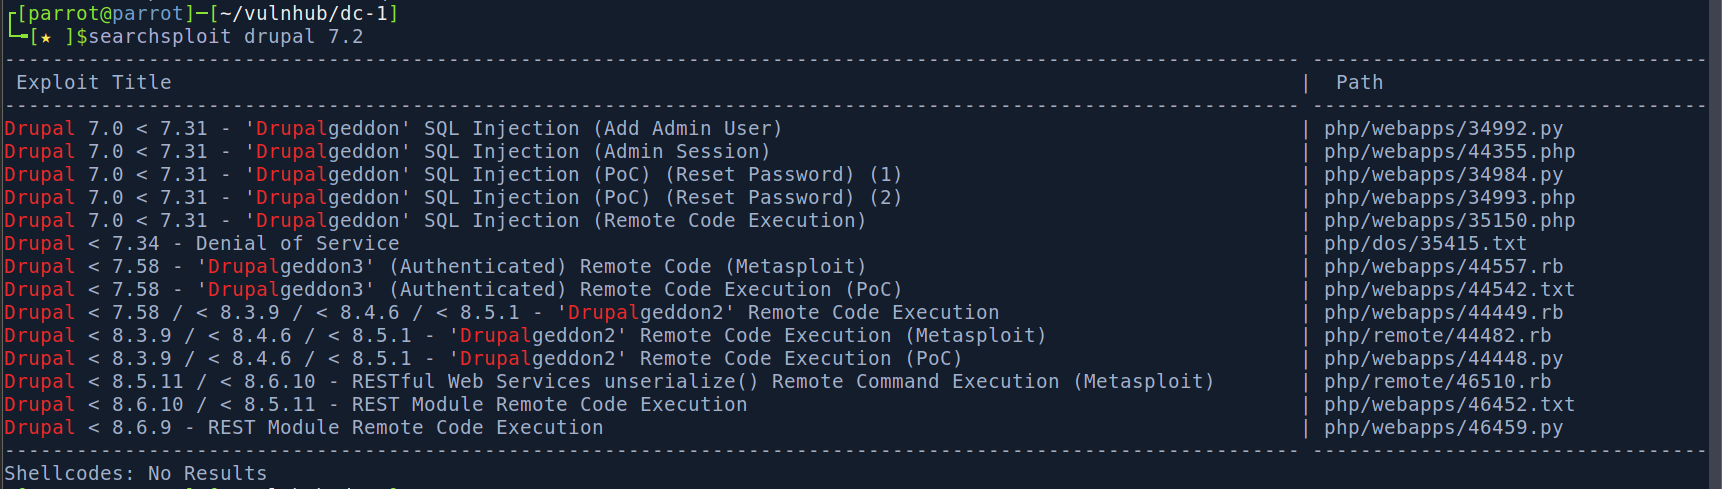 ┌─[parrot@parrot]─[~/vulnhub/dc-1]
└──╼[★ ]$searchsploit drupal 7.2
------------------------------------------------------------------------------------------------------------ ---------------------------------
 Exploit Title | Path
------------------------------------------------------------------------------------------------------------ ---------------------------------
Drupal 7.0 < 7.31 - 'Drupalgeddon' SQL Injection (Add Admin User) | php/webapps/34992.py
Drupal 7.0 < 7.31 - 'Drupalgeddon' SQL Injection (Admin Session) | php/webapps/44355.php
Drupal 7.0 < 7.31 - 'Drupalgeddon' SQL Injection (PoC) (Reset Password) (1) | php/webapps/34984.py
Drupal 7.0 < 7.31 - 'Drupalgeddon' SQL Injection (PoC) (Reset Password) (2) | php/webapps/34993.php
Drupal 7.0 < 7.31 - 'Drupalgeddon' SQL Injection (Remote Code Execution) | php/webapps/35150.php
Drupal < 7.34 - Denial of Service | php/dos/35415.txt
Drupal < 7.58 - 'Drupalgeddon3' (Authenticated) Remote Code (Metasploit) | php/webapps/44557.rb
Drupal < 7.58 - 'Drupalgeddon3' (Authenticated) Remote Code Execution (PoC) | php/webapps/44542.txt
Drupal < 7.58 / < 8.3.9 / < 8.4.6 / < 8.5.1 - 'Drupalgeddon2' Remote Code Execution | php/webapps/44449.rb
Drupal < 8.3.9 / < 8.4.6 / < 8.5.1 - 'Drupalgeddon2' Remote Code Execution (Metasploit) | php/remote/44482.rb
Drupal < 8.3.9 / < 8.4.6 / < 8.5.1 - 'Drupalgeddon2' Remote Code Execution (PoC) | php/webapps/44448.py
Drupal < 8.5.11 / < 8.6.10 - RESTful Web Services unserialize() Remote Command Execution (Metasploit) | php/remote/46510.rb
Drupal < 8.6.10 / < 8.5.11 - REST Module Remote Code Execution | php/webapps/46452.txt
Drupal < 8.6.9 - REST Module Remote Code Execution | php/webapps/46459.py
------------------------------------------------------------------------------------------------------------ ---------------------------------
Shellcodes: No Results